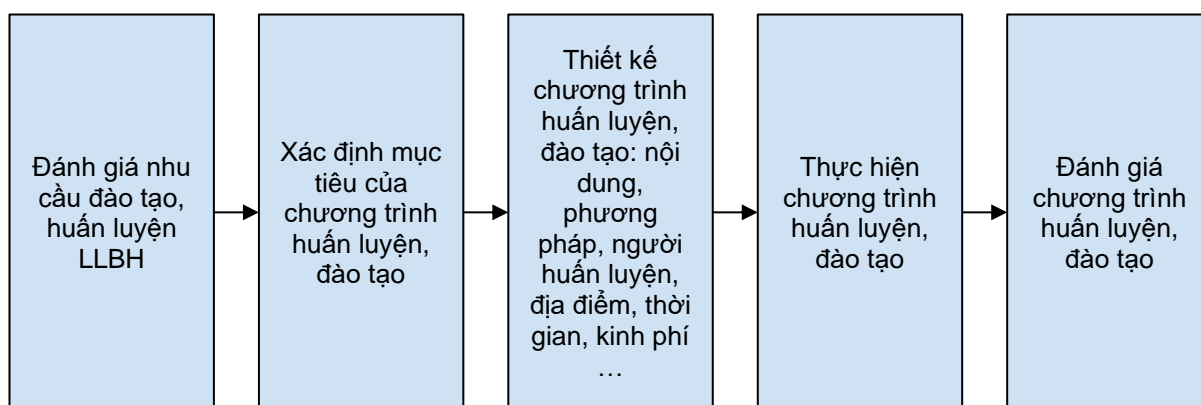 Đánh giá nhu
cầu đào tạo,
huấn luyện
LLBH
Xác định mục
tiêu của
chương trình
huấn luyện,
đào tạo
Thiết kế
chương trình
huấn luyện,
đào tạo: nội
dung,
phương
pháp, người
huấn luyện,
địa điểm, thời
gian, kinh phí
…
Thực hiện
chương trình
huấn luyện,
đào tạo
Đánh giá
chương trình
huấn luyện,
đào tạo